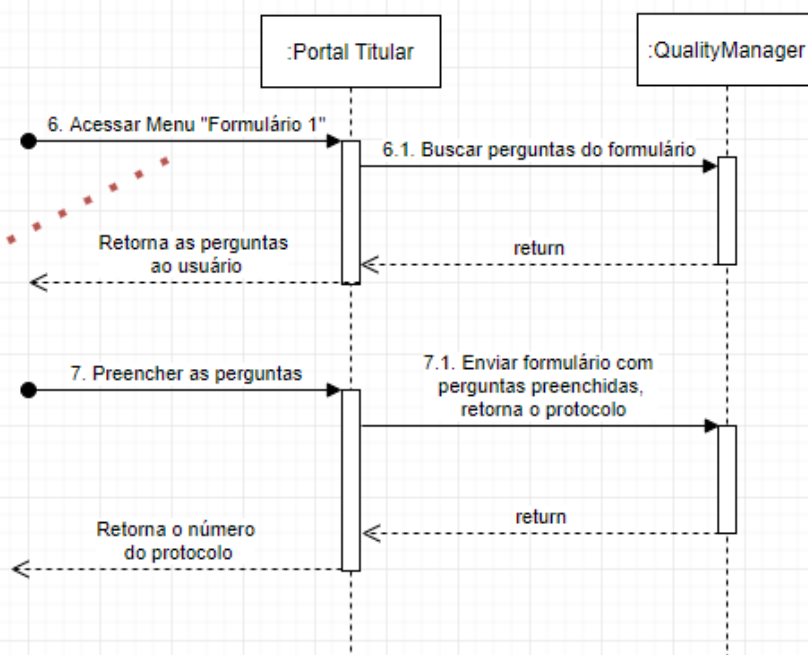 :Portal Titular
:QualityManager
6. Acessar Menu "Formulário 1"
6.1. Buscar perguntas do formulário
Retorna as perguntas
ao usuário
return
7. Preencher as perguntas
7.1. Enviar formulário com
perguntas preenchidas,
retorna o protocolo
return
Retorna o número
do protocolo